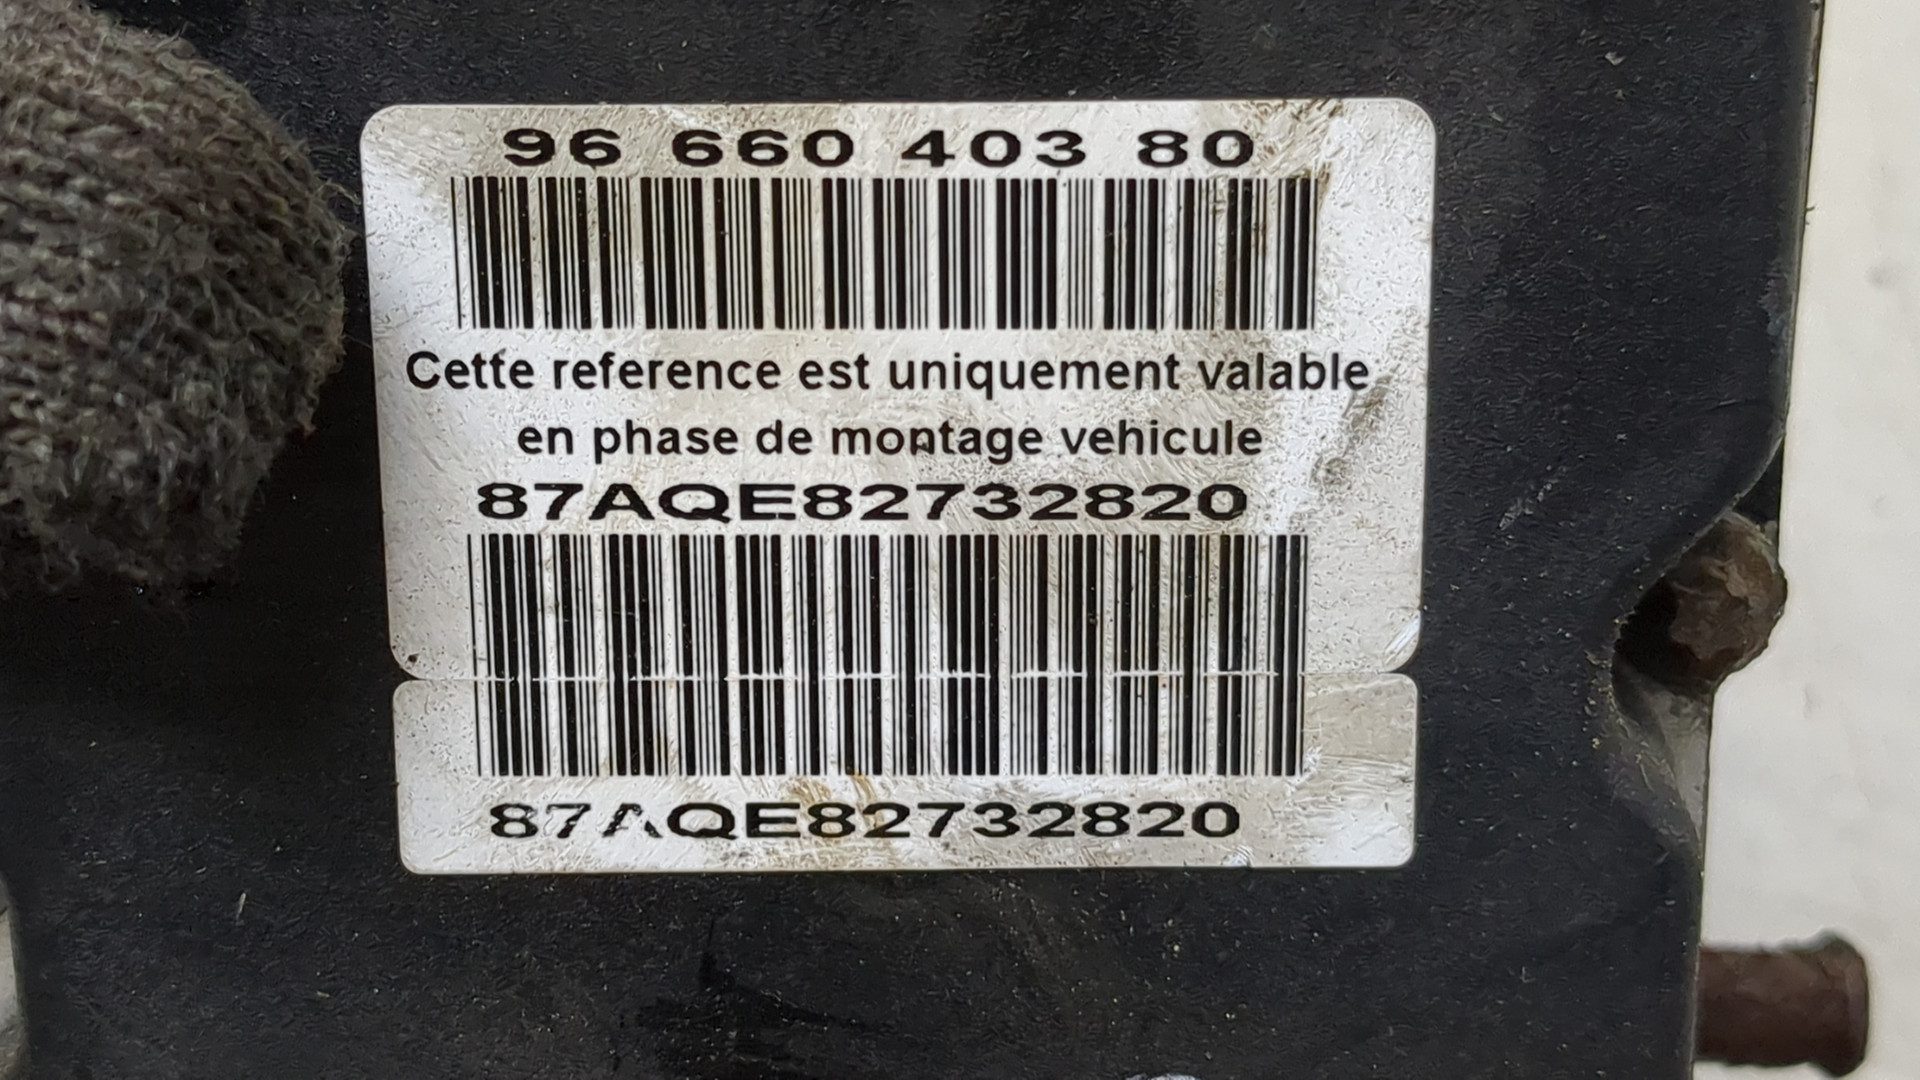 96 660 403 80
Cette reference est uniquement valable
en phase de montage vehicule
87AQE82732820
87AQE82732820